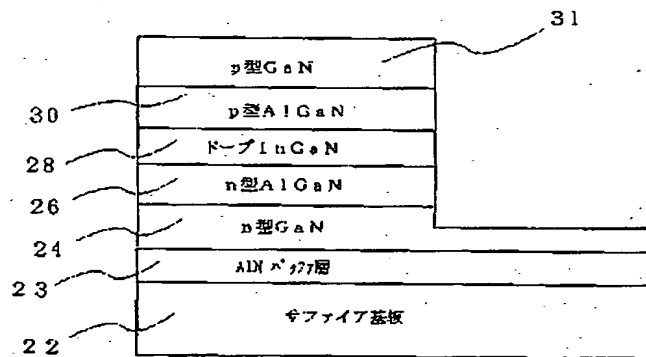 31
p型GaN
30
p型AlGaN
28
ドープInGaN
26
n型AlGaN
24
n型GaN
23
AlNバッファ層
22
サファイア基板